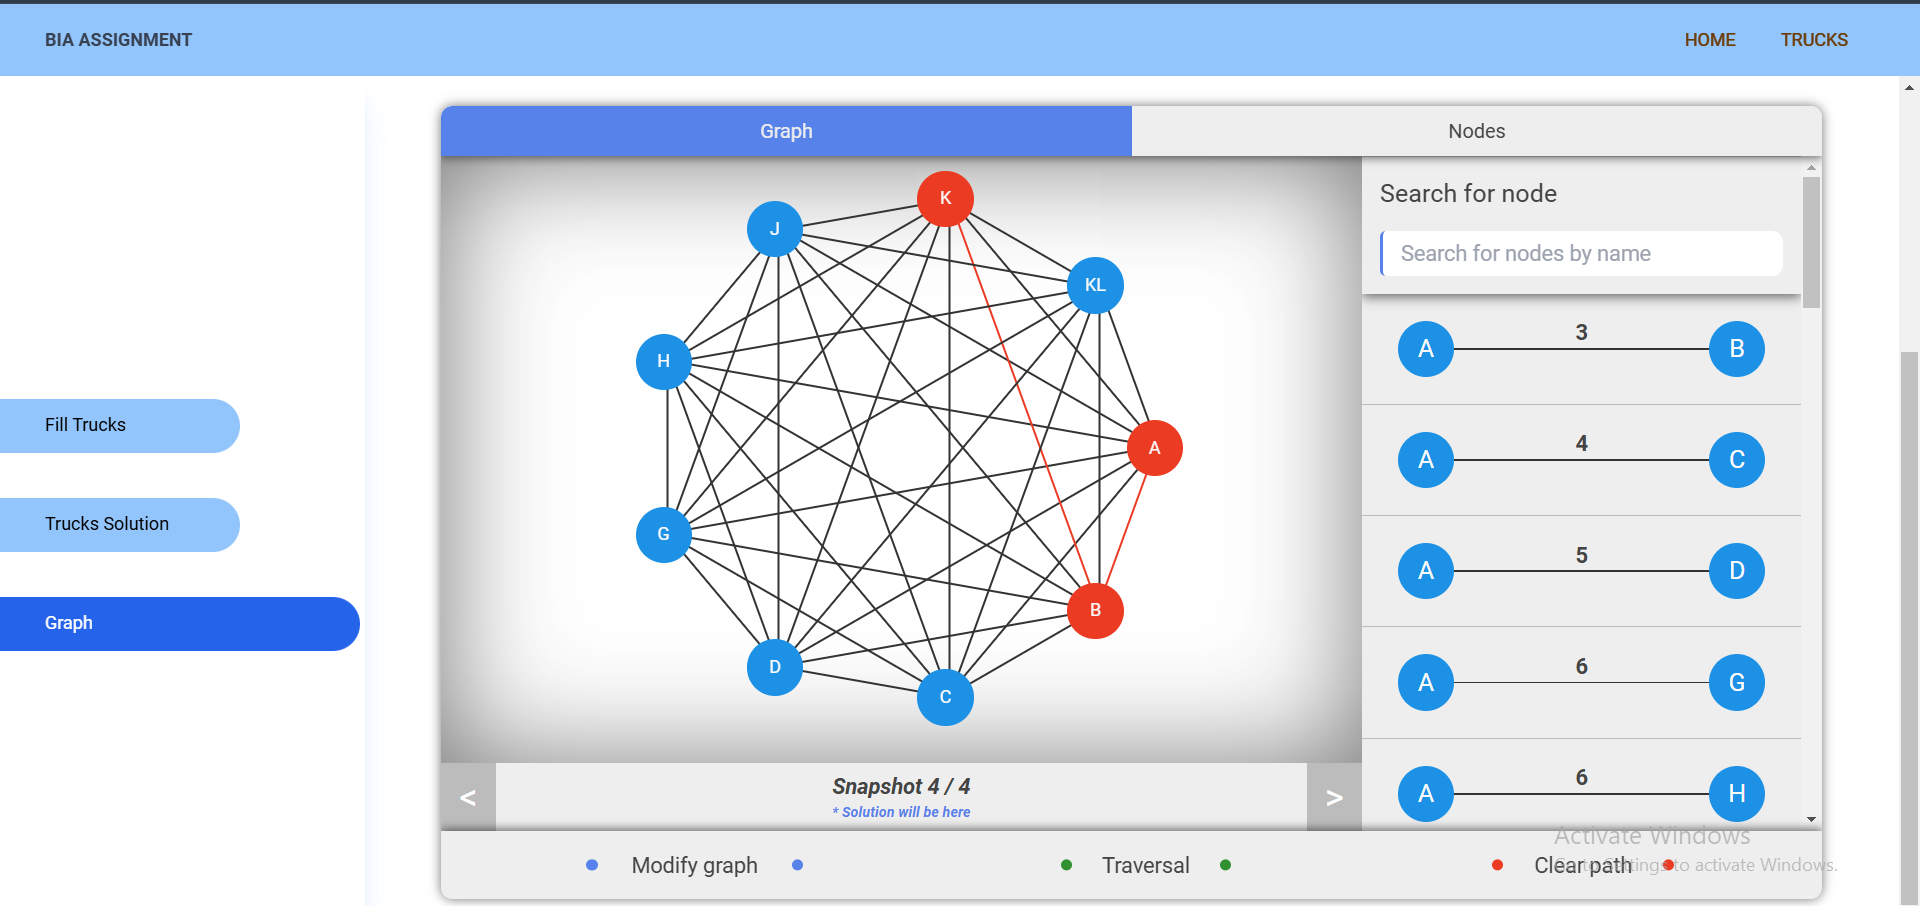 BIA ASSIGNMENT
HOME
TRUCKS
Fill Trucks
Trucks Solution
Graph
Graph
Nodes
K
J
KL
H
A
G
B
D
C
<
Snapshot 4 / 4
* Solution will be here
>
Search for node
Search for nodes by name
A 3 B
A 4 C
A 5 D
A 6 G
A 6 H
Modify graph
Traversal
Clear path
Activate Windows
Go to Settings to activate Windows.